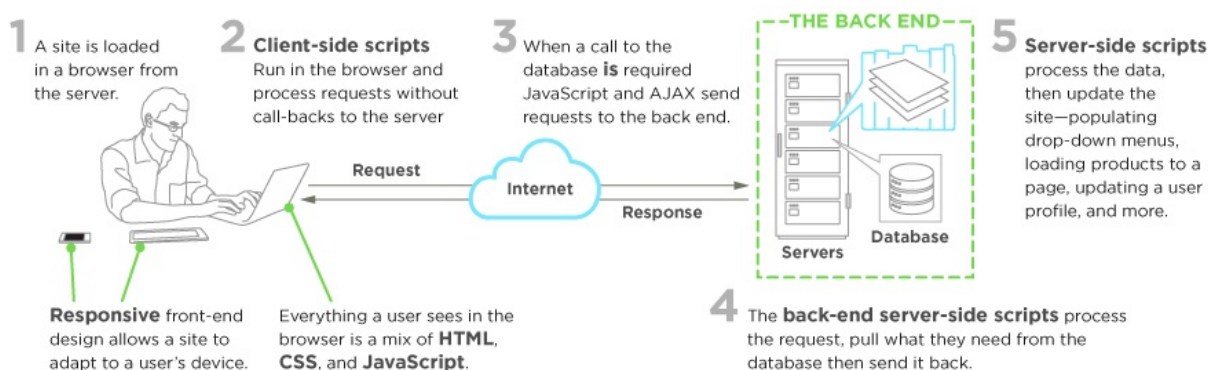 1
A site is loaded
in a browser from
the server.
2
Client-side scripts
Run in the browser and
process requests without
call-backs to the server
3
When a call to the
database is required
JavaScript and AJAX send
requests to the back end.
THE BACK END
5
Server-side scripts
process the data,
then update the
site—populating
drop-down menus,
loading products to a
page, updating a user
profile, and more.
Request
Internet
Response
Servers
Database
Responsive front-end
design allows a site to
adapt to a user's device.
Everything a user sees in the
browser is a mix of HTML,
CSS, and JavaScript.
4
The back-end server-side scripts process
the request, pull what they need from the
database then send it back.